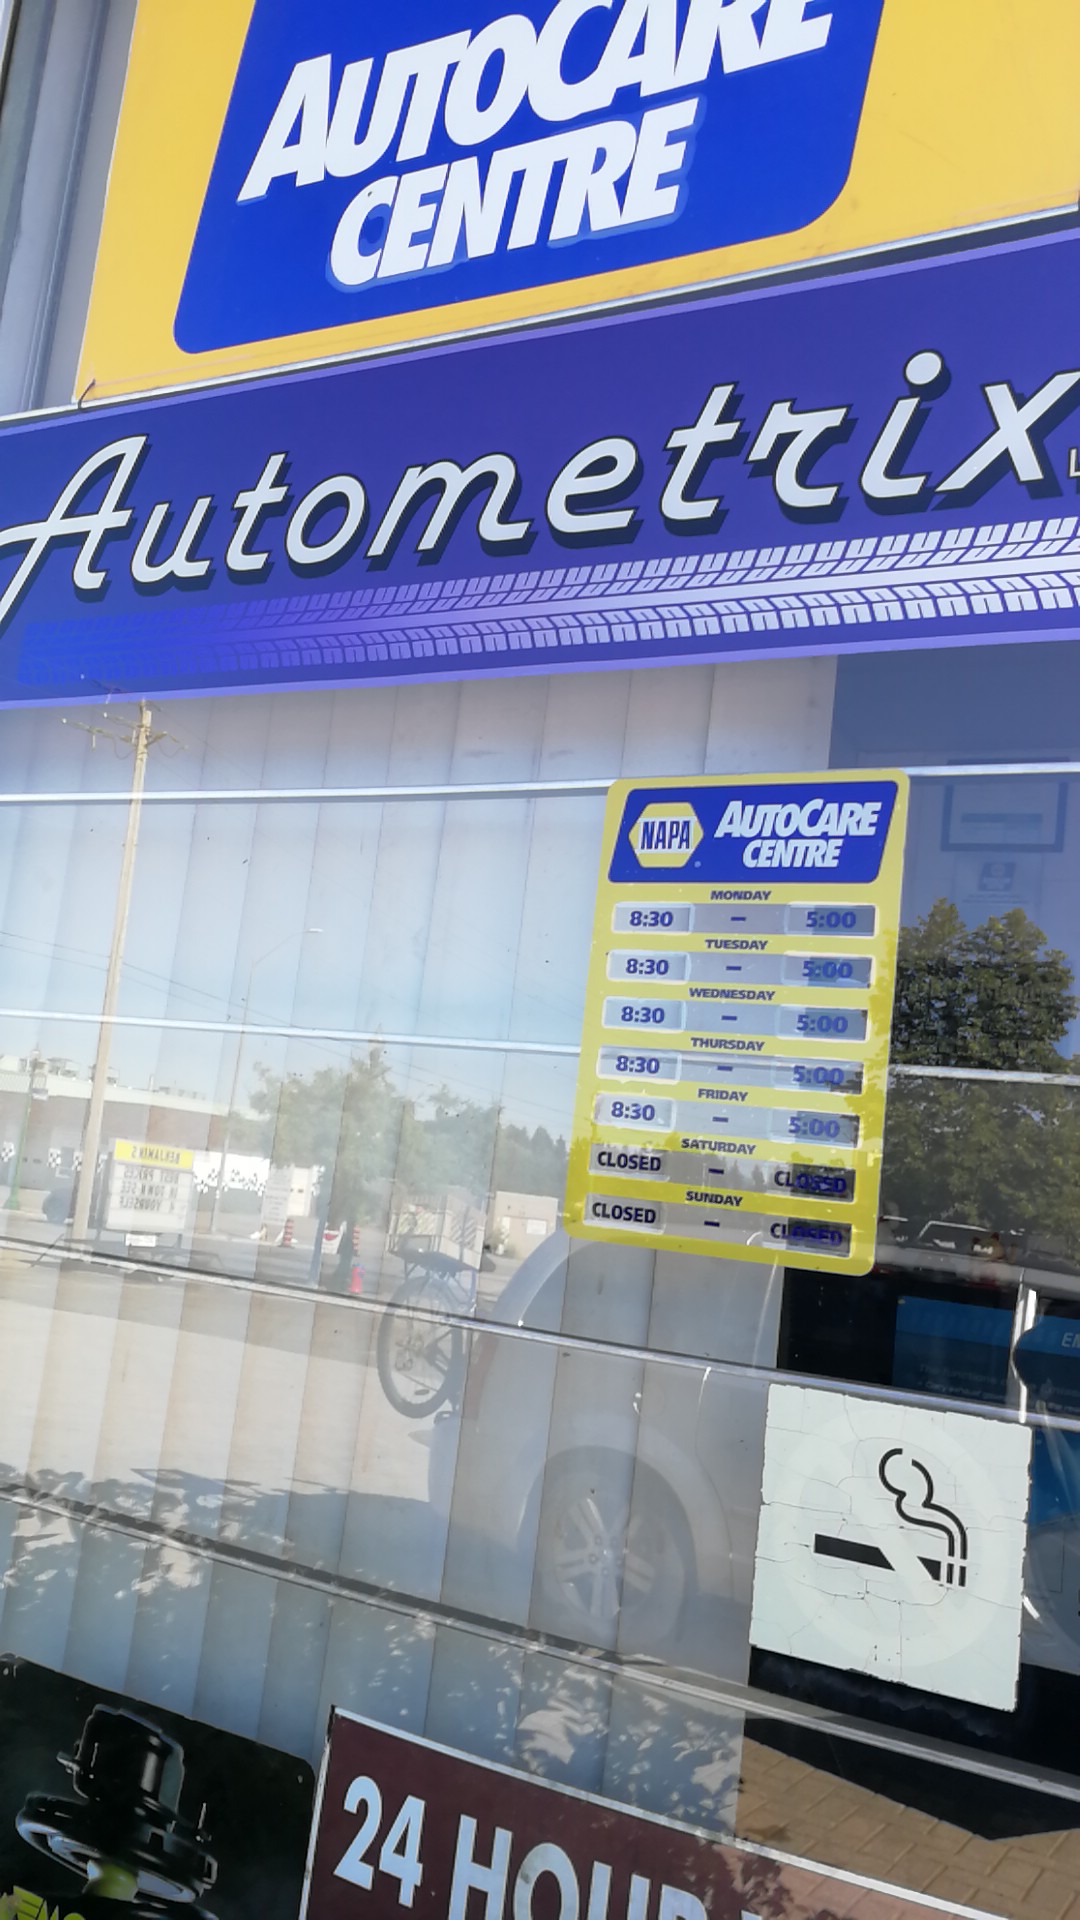 AUTOCARE
CENTRE
Autometrix
NAPA AUTOCARE
CENTRE
MONDAY
8:30 – 5:00
TUESDAY
8:30 – 5:00
WEDNESDAY
8:30 – 5:00
THURSDAY
8:30 – 5:00
FRIDAY
8:30 – 5:00
SATURDAY
CLOSED – CLOSED
SUNDAY
CLOSED – CLOSED
24 HOUR